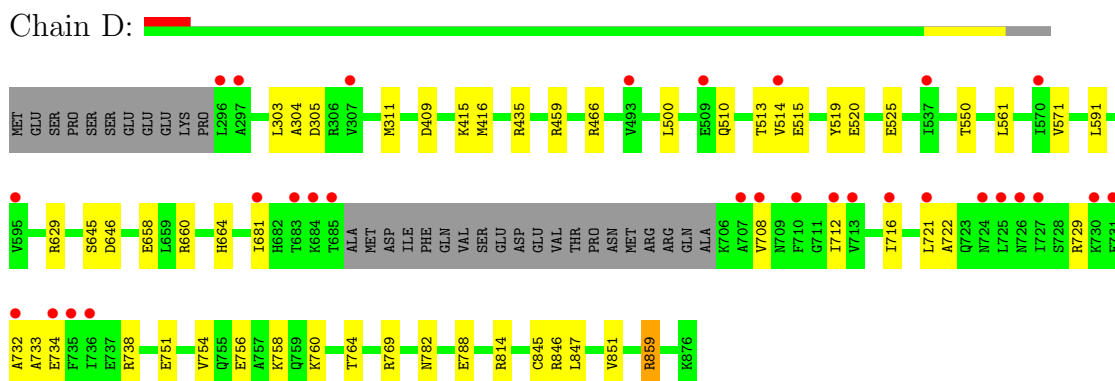 Chain D:
MET GLU SER PRO SER SER GLU GLU GLU LYS PRO L296 A297 L303 A304 D305 R306 V307 M311 D409 K415 M416 R435 R459 R466 V493 L500 E509 Q510 T513 V514 E515 Y519 E520 E525 I537 T550 L561 I570 V571 L591
V595 R629 S645 D646 E658 L659 R660 H664 I681 H682 T683 K684 T685 ALA MET ASP ILE PHE GLN VAL SER GLU ASP GLU VAL THR PRO ASN MET ARG ARG GLN ALA K706 A707 V708 N709 F710 G711 I712 V713 I716 L721 A722 Q723 N724 L725 N726 I727 S728 R729 K730 E731
A732 A733 E734 F735 I736 E737 R738 E751 V754 Q755 E756 A757 K758 Q759 K760 T764 R769 N782 E788 R814 C845 R846 L847 V851 R859 K876